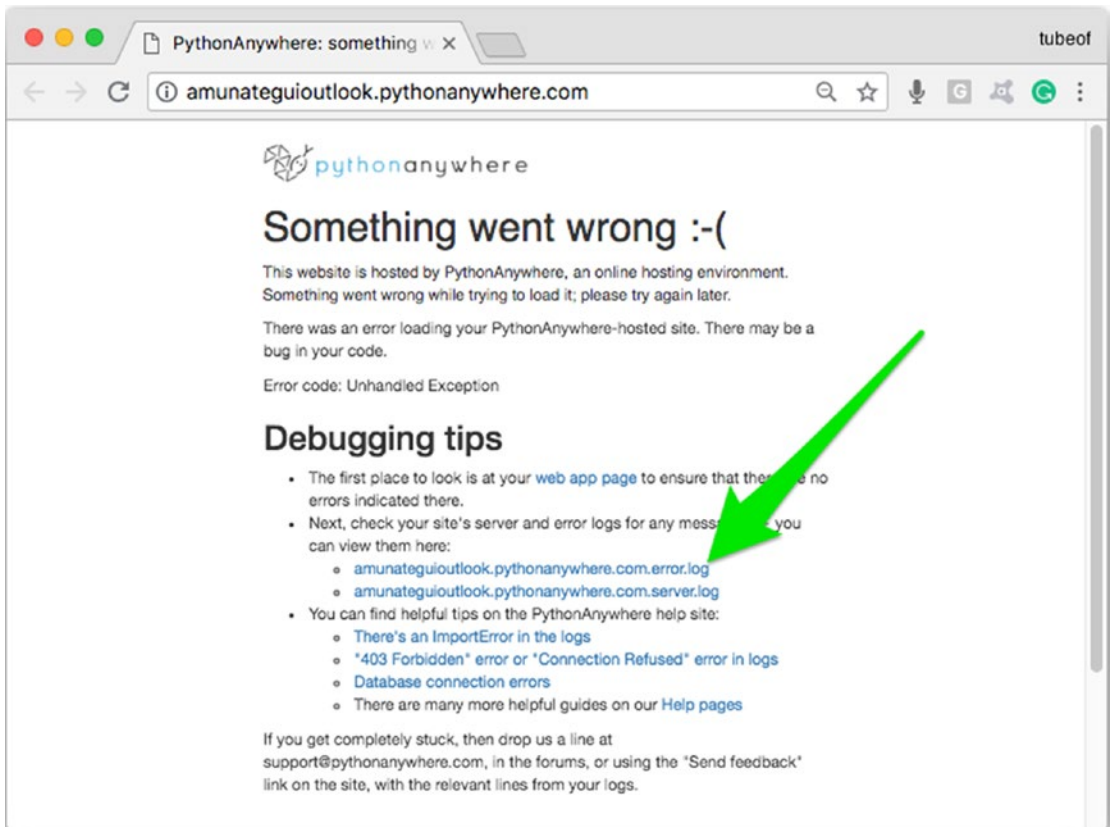 PythonAnywhere: something w
tubeof
amunateguioutlook.pythonanywhere.com
G
G
pythonanywhere
Something went wrong :-(
This website is hosted by PythonAnywhere, an online hosting environment.
Something went wrong while trying to load it; please try again later.
There was an error loading your PythonAnywhere-hosted site. There may be a
bug in your code.
Error code: Unhandled Exception
Debugging tips
The first place to look is at your web app page to ensure that no
errors indicated there.
Next, check your site's server and error logs for any you
can view them here:
amunateguioutlook.pythonanywhere.com.error.log
amunateguioutlook.pythonanywhere.com.server.log
You can find helpful tips on the PythonAnywhere help site:
There's an ImportError in the logs
"403 Forbidden" error or "Connection Refused" error in logs
Database connection errors
There are many more helpful guides on our Help pages
If you get completely stuck, then drop us a line at
support@pythonanywhere.com, in the forums, or using the "Send feedback"
link on the site, with the relevant lines from your logs.